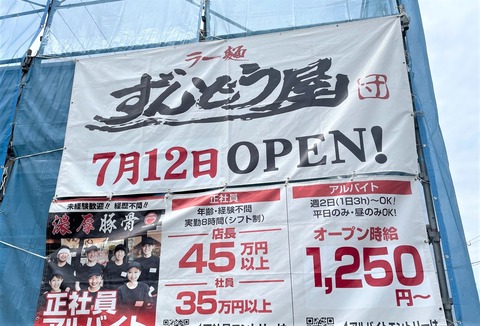 ラー麺
ずんどう屋
団
7月12日 OPEN!
未経験歓迎!! 経歴不問!!
濃厚豚骨
正社員
アルバイト
正社員
年齢・経験不問
実働8時間(シフト制)
店長
45万円以上
社員
35万円以上
アルバイト
週2日(1日3h)〜OK!
平日のみ・昼のみOK!
オープン時給
1,250円〜